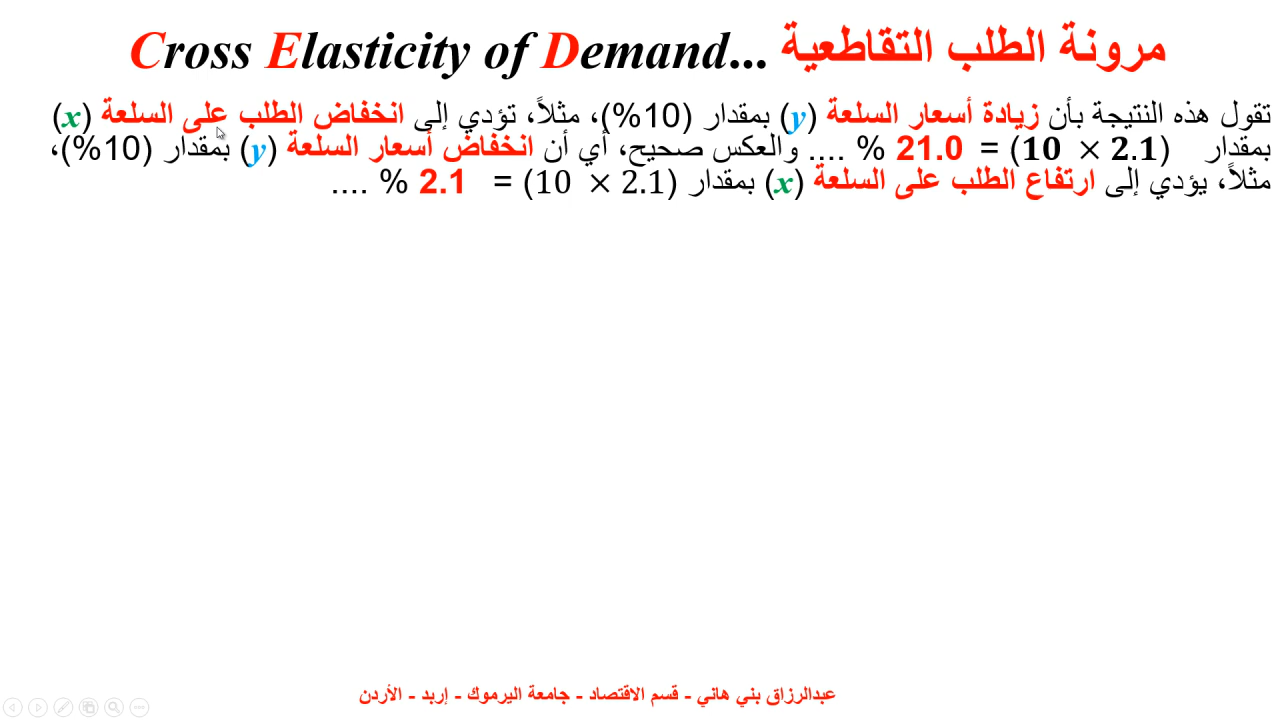 مرونة الطلب التقاطعية Cross Elasticity of Demand...
تقول هذه النتيجة بأن زيادة أسعار السلعة (y) بمقدار (10%)، مثلاً، تؤدي إلى انخفاض الطلب على السلعة (x)
بمقدار (10 × 2.1) = 21.0 % .... والعكس صحيح، أي أن انخفاض أسعار السلعة (y) بمقدار (10%)،
مثلاً، يؤدي إلى ارتفاع الطلب على السلعة (x) بمقدار (10 × 2.1) = 2.1 % ....
عبدالرزاق بني هاني - قسم الاقتصاد - جامعة اليرموك - إربد - الأردن